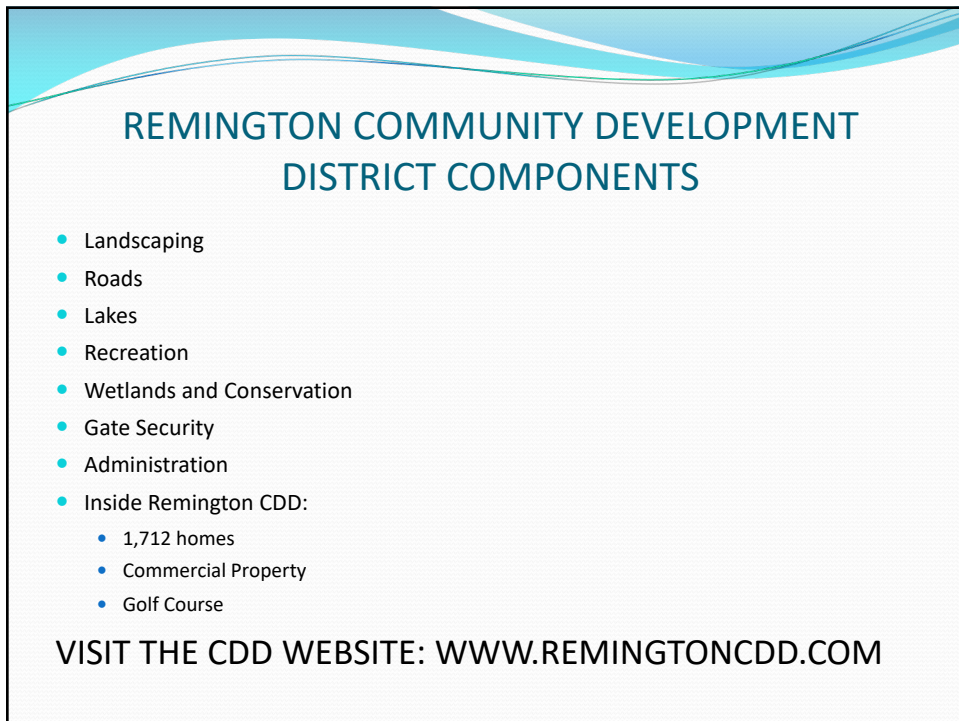 REMINGTON COMMUNITY DEVELOPMENT
DISTRICT COMPONENTS
Landscaping
Roads
Lakes
Recreation
Wetlands and Conservation
Gate Security
Administration
Inside Remington CDD:
1,712 homes
Commercial Property
Golf Course
VISIT THE CDD WEBSITE: WWW.REMINGTONCDD.COM